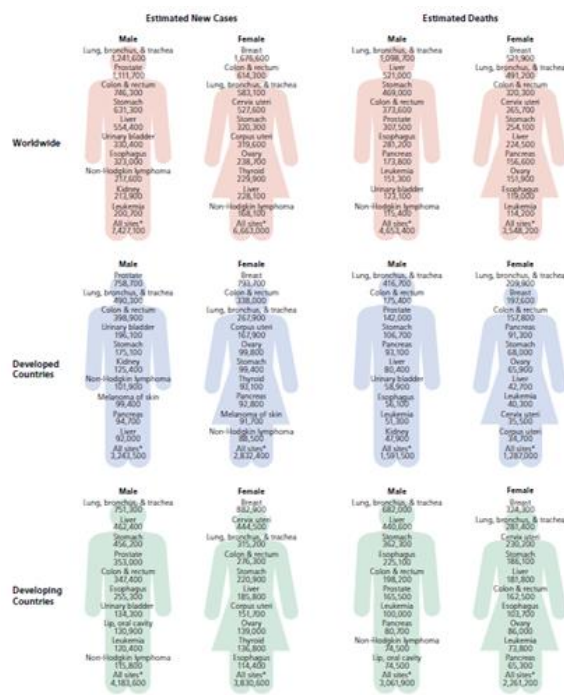 Estimated New Cases
Estimated Deaths
Worldwide
Male
Lung, bronchus, & trachea
1,241,600
Prostate
1,111,700
Colon & rectum
746,300
Stomach
631,300
Liver
554,400
Urinary bladder
330,400
Esophagus
323,000
Non-Hodgkin lymphoma
217,600
Kidney
213,900
Leukemia
200,700
All sites*
7,427,100
Female
Breast
1,676,600
Colon & rectum
614,300
Lung, bronchus, & trachea
583,100
Cervix uteri
527,600
Stomach
320,300
Corpus uteri
319,600
Ovary
238,700
Thyroid
229,900
Liver
228,100
Non-Hodgkin lymphoma
168,100
All sites*
6,663,000
Male
Lung, bronchus, & trachea
1,098,700
Liver
521,000
Stomach
469,000
Colon & rectum
373,600
Prostate
307,500
Esophagus
281,200
Pancreas
173,800
Leukemia
151,300
Urinary bladder
123,100
Non-Hodgkin lymphoma
115,400
All sites*
4,653,400
Female
Breast
521,900
Lung, bronchus, & trachea
491,200
Colon & rectum
320,300
Cervix uteri
265,700
Stomach
254,100
Liver
224,500
Pancreas
156,600
Ovary
151,900
Esophagus
119,000
Leukemia
114,200
All sites*
3,548,200
Developed
Countries
Male
Prostate
758,700
Lung, bronchus, & trachea
490,300
Colon & rectum
398,900
Urinary bladder
196,100
Stomach
175,100
Kidney
125,400
Non-Hodgkin lymphoma
101,900
Melanoma of skin
99,400
Pancreas
94,700
Liver
92,000
All sites*
3,243,500
Female
Breast
793,700
Colon & rectum
338,000
Lung, bronchus, & trachea
267,900
Corpus uteri
167,900
Ovary
99,800
Stomach
99,400
Thyroid
93,100
Pancreas
92,800
Melanoma of skin
91,700
Non-Hodgkin lymphoma
88,500
All sites*
2,832,400
Male
Lung, bronchus, & trachea
416,700
Colon & rectum
175,400
Prostate
142,000
Stomach
106,700
Pancreas
93,100
Liver
80,400
Urinary bladder
58,900
Esophagus
56,100
Leukemia
51,300
Kidney
47,900
All sites*
1,591,500
Female
Lung, bronchus, & trachea
209,900
Breast
197,600
Colon & rectum
157,800
Pancreas
91,300
Stomach
68,000
Ovary
65,900
Liver
42,700
Leukemia
40,300
Cervix uteri
35,500
Corpus uteri
34,700
All sites*
1,287,000
Developing
Countries
Male
Lung, bronchus, & trachea
751,300
Liver
462,400
Stomach
456,200
Prostate
353,000
Colon & rectum
347,400
Esophagus
255,300
Urinary bladder
134,300
Lip, oral cavity
130,900
Leukemia
120,400
Non-Hodgkin lymphoma
115,800
All sites*
4,183,600
Female
Breast
882,900
Cervix uteri
444,500
Lung, bronchus, & trachea
315,200
Colon & rectum
276,300
Stomach
220,900
Liver
185,800
Corpus uteri
151,700
Ovary
139,000
Thyroid
136,800
Esophagus
114,400
All sites*
3,830,600
Male
Lung, bronchus, & trachea
682,000
Liver
440,600
Stomach
362,300
Esophagus
225,100
Colon & rectum
198,200
Prostate
165,500
Leukemia
100,000
Pancreas
80,700
Non-Hodgkin lymphoma
74,500
Lip, oral cavity
74,500
All sites*
3,061,900
Female
Breast
324,300
Lung, bronchus, & trachea
281,400
Cervix uteri
230,200
Stomach
186,100
Liver
181,800
Colon & rectum
162,500
Esophagus
103,700
Ovary
86,000
Leukemia
73,800
Pancreas
65,300
All sites*
2,261,200